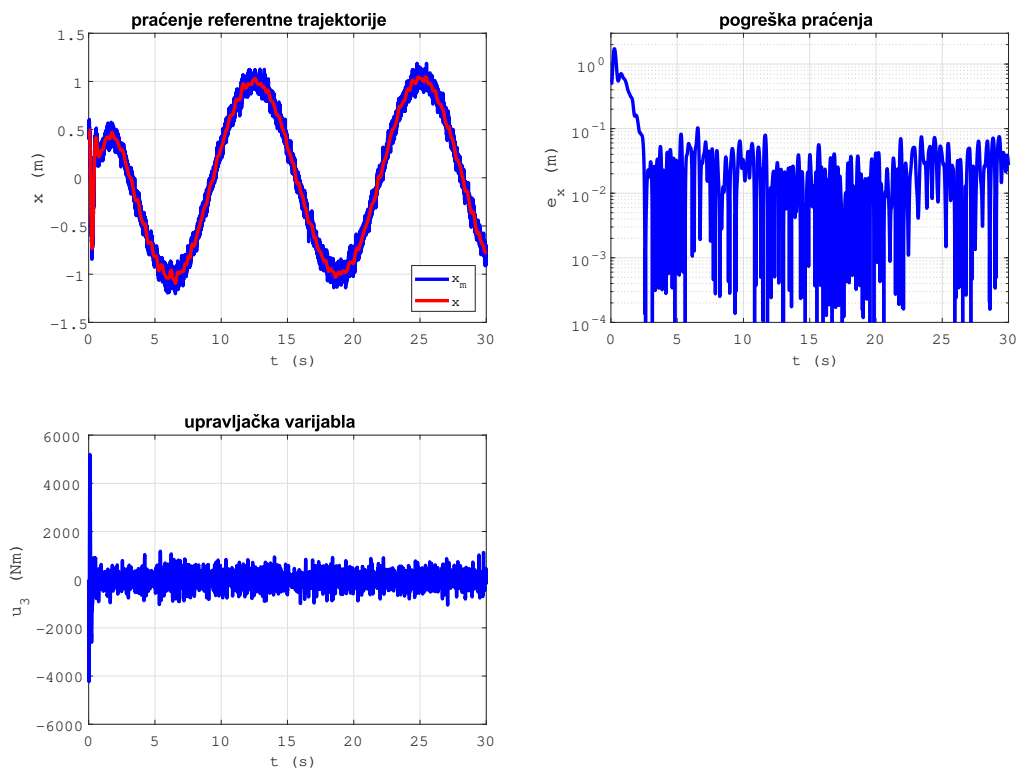 praćenje referentne trajektorije
1.5
1
0.5
0
−0.5
−1
−1.5
x (m)
x_m
x
0 5 10 15 20 25 30
t (s)
pogreška praćenja
10^0
10^−1
10^−2
10^−3
10^−4
e_x (m)
0 5 10 15 20 25 30
t (s)
upravljačka varijabla
6000
4000
2000
0
−2000
−4000
−6000
u_3 (Nm)
0 5 10 15 20 25 30
t (s)